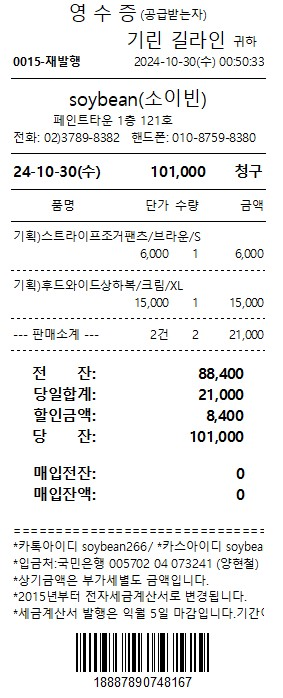 영 수 증 (공급받는자)
기린 길라인 귀하
0015-재발행 2024-10-30(수) 00:50:33
soybean(소이빈)
페인트타운 1층 121호
전화: 02)3789-8382 핸드폰: 010-8759-8380
24-10-30(수) 101,000 청구
품명 단가 수량 금액
기획)스트라이프조거팬츠/브라운/S
6,000 1 6,000
기획)후드와이드상하복/크림/XL
15,000 1 15,000
--- 판매소계 --- 2건 2 21,000
전 잔: 88,400
당일합계: 21,000
할인금액: 8,400
당 잔: 101,000
매입전잔: 0
매입잔액: 0
*카톡아이디 soybean266/ *카스아이디 soybea
*입금처:국민은행 005702 04 073241 (양현철)
*상기금액은 부가세별도 금액입니다.
*2015년부터 전자세금계산서로 변경됩니다.
*세금계산서 발행은 익월 5일 마감입니다.기간
18887890748167